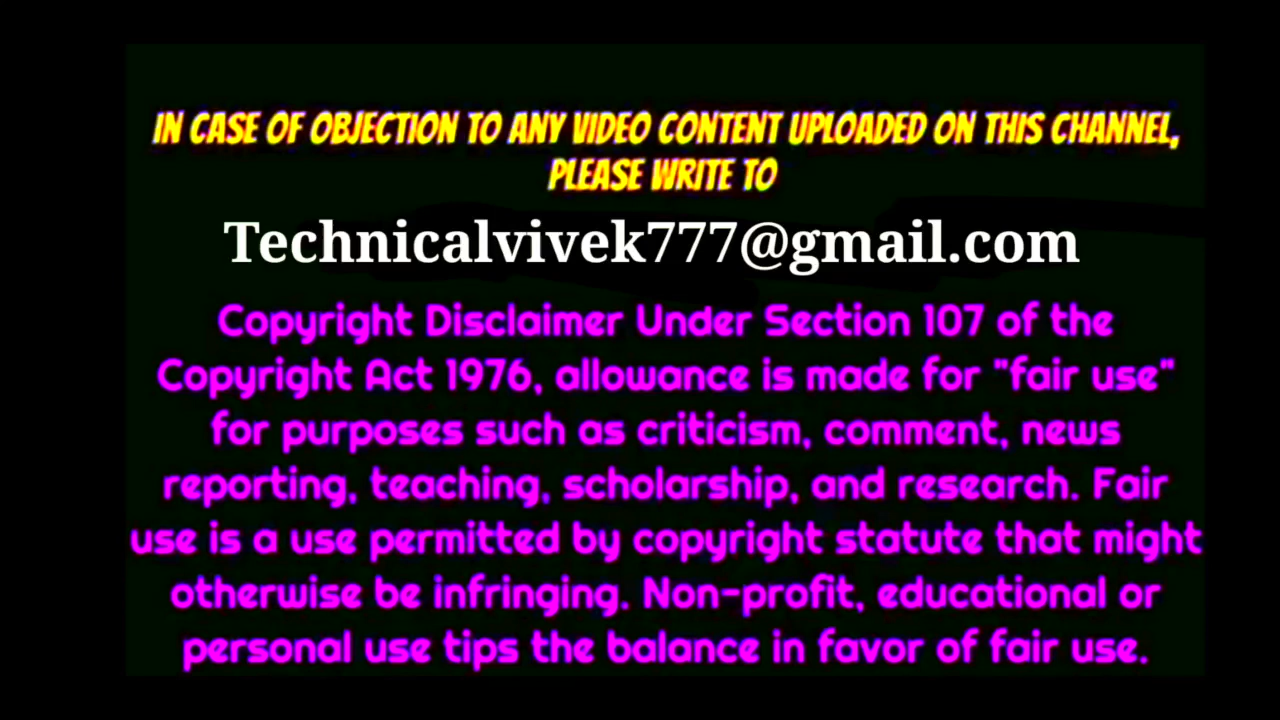 IN CASE OF OBJECTION TO ANY VIDEO CONTENT UPLOADED ON THIS CHANNEL,
PLEASE WRITE TO
Technicalvivek777@gmail.com
Copyright Disclaimer Under Section 107 of the
Copyright Act 1976, allowance is made for "fair use"
for purposes such as criticism, comment, news
reporting, teaching, scholarship, and research. Fair
use is a use permitted by copyright statute that might
otherwise be infringing. Non-profit, educational or
personal use tips the balance in favor of fair use.